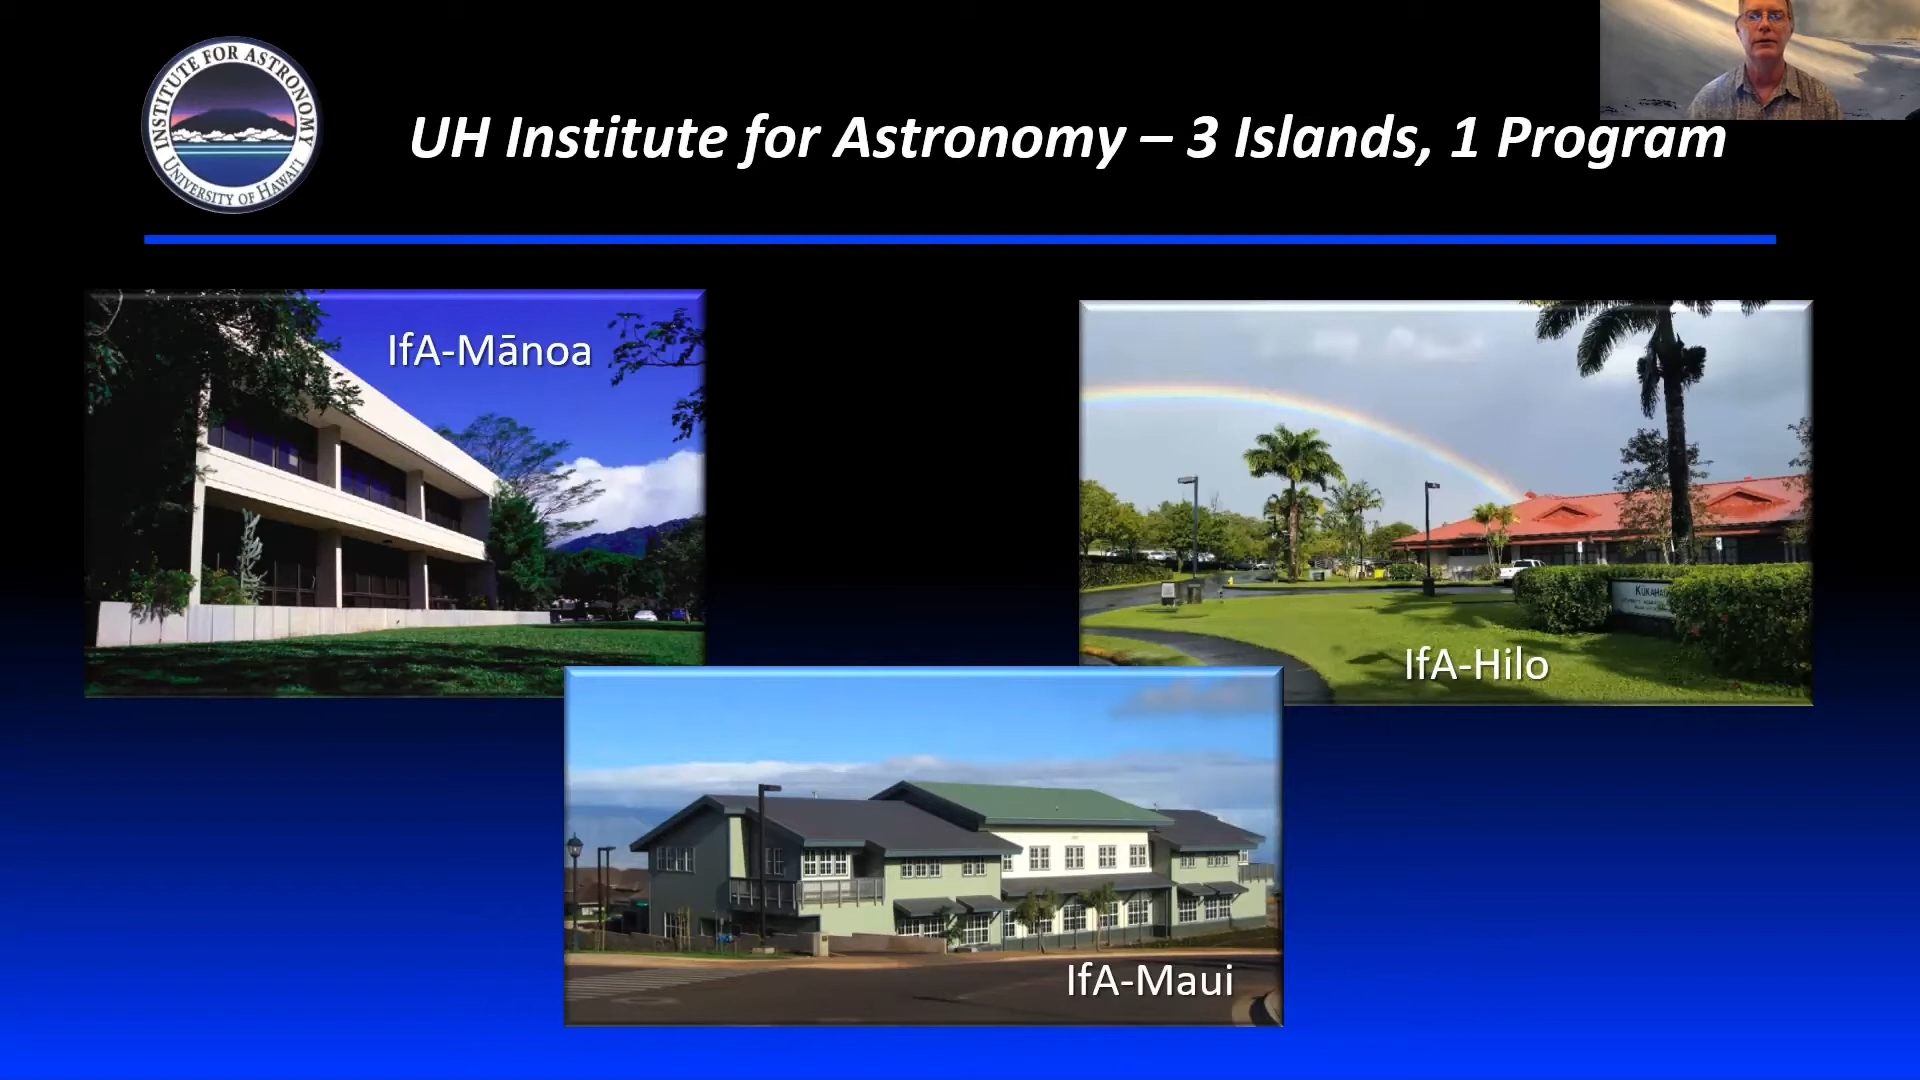 INSTITUTE FOR ASTRONOMY
UNIVERSITY OF HAWAI'I
UH Institute for Astronomy – 3 Islands, 1 Program
IfA-Mānoa
IfA-Hilo
IfA-Maui